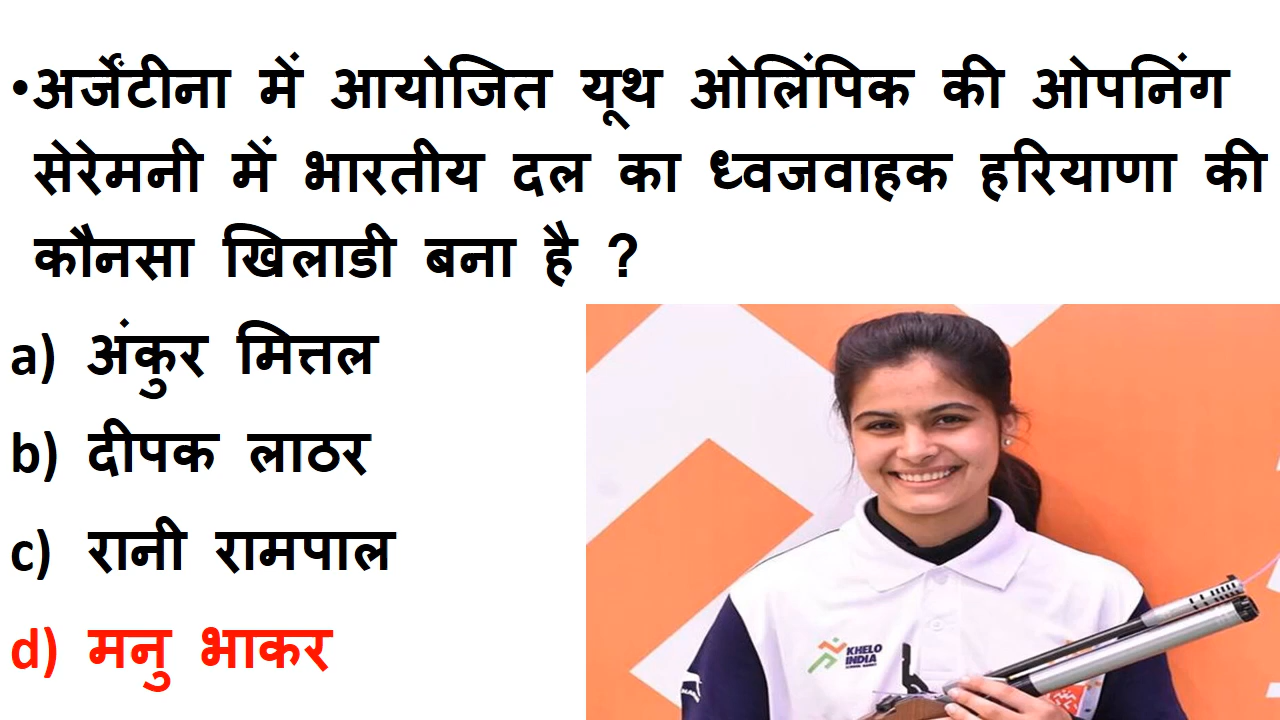 •अर्जेंटीना में आयोजित यूथ ओलिंपिक की ओपनिंग
सेरेमनी में भारतीय दल का ध्वजवाहक हरियाणा की
कौनसा खिलाडी बना है ?
a) अंकुर मित्तल
b) दीपक लाठर
c) रानी रामपाल
d) मनु भाकर
KHELO
INDIA